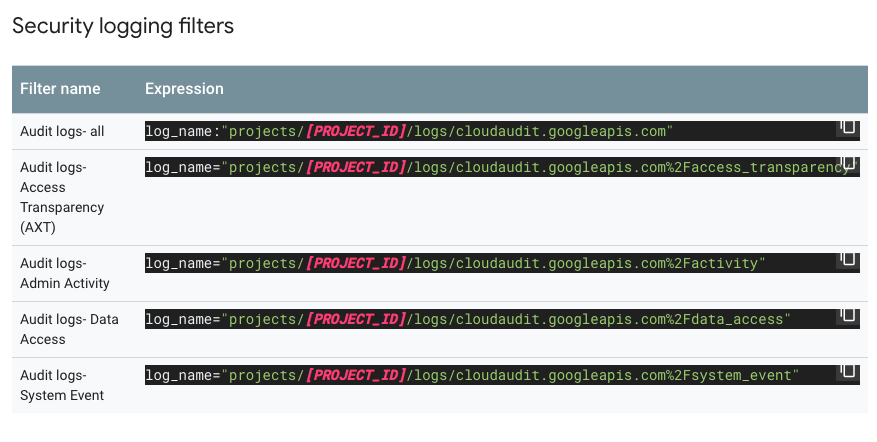 Security logging filters
Filter name Expression
Audit logs- all log_name:"projects/[PROJECT_ID]/logs/cloudaudit.googleapis.com"
Audit logs- log_name="projects/[PROJECT_ID]/logs/cloudaudit.googleapis.com%2Faccess_transparency"
Access
Transparency
(AXT)
Audit logs- log_name="projects/[PROJECT_ID]/logs/cloudaudit.googleapis.com%2Factivity"
Admin Activity
Audit logs- Data log_name="projects/[PROJECT_ID]/logs/cloudaudit.googleapis.com%2Fdata_access"
Access
Audit logs- log_name="projects/[PROJECT_ID]/logs/cloudaudit.googleapis.com%2Fsystem_event"
System Event